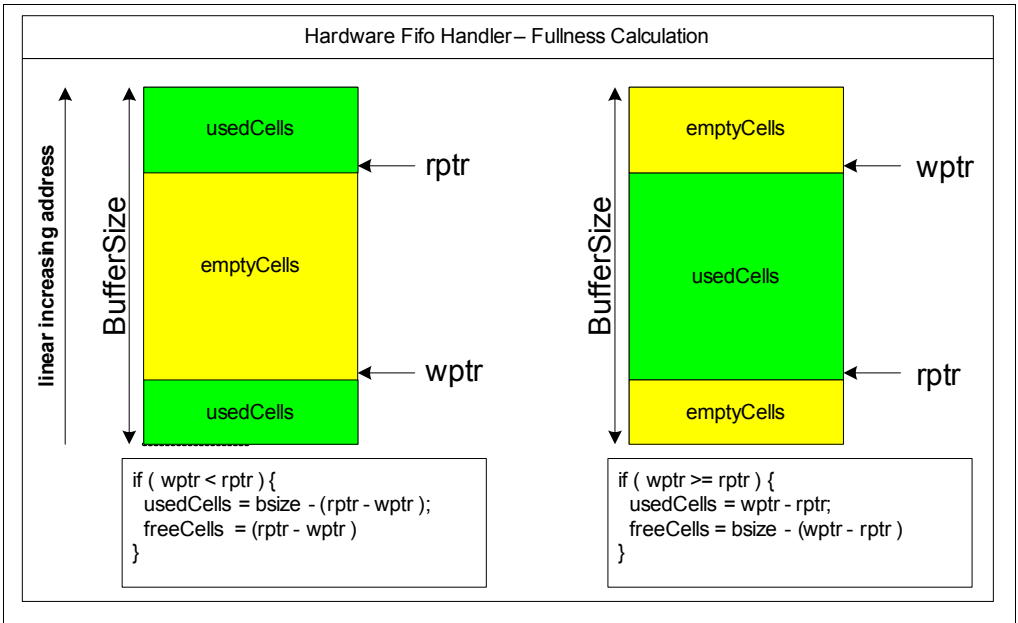 Hardware Fifo Handler – Fullness Calculation
linear increasing address
BufferSize
usedCells
rptr
emptyCells
wptr
usedCells
if ( wptr < rptr ) {
usedCells = bsize - (rptr - wptr );
freeCells = (rptr - wptr )
}
BufferSize
emptyCells
wptr
usedCells
rptr
emptyCells
if ( wptr >= rptr ) {
usedCells = wptr - rptr;
freeCells = bsize - (wptr - rptr )
}